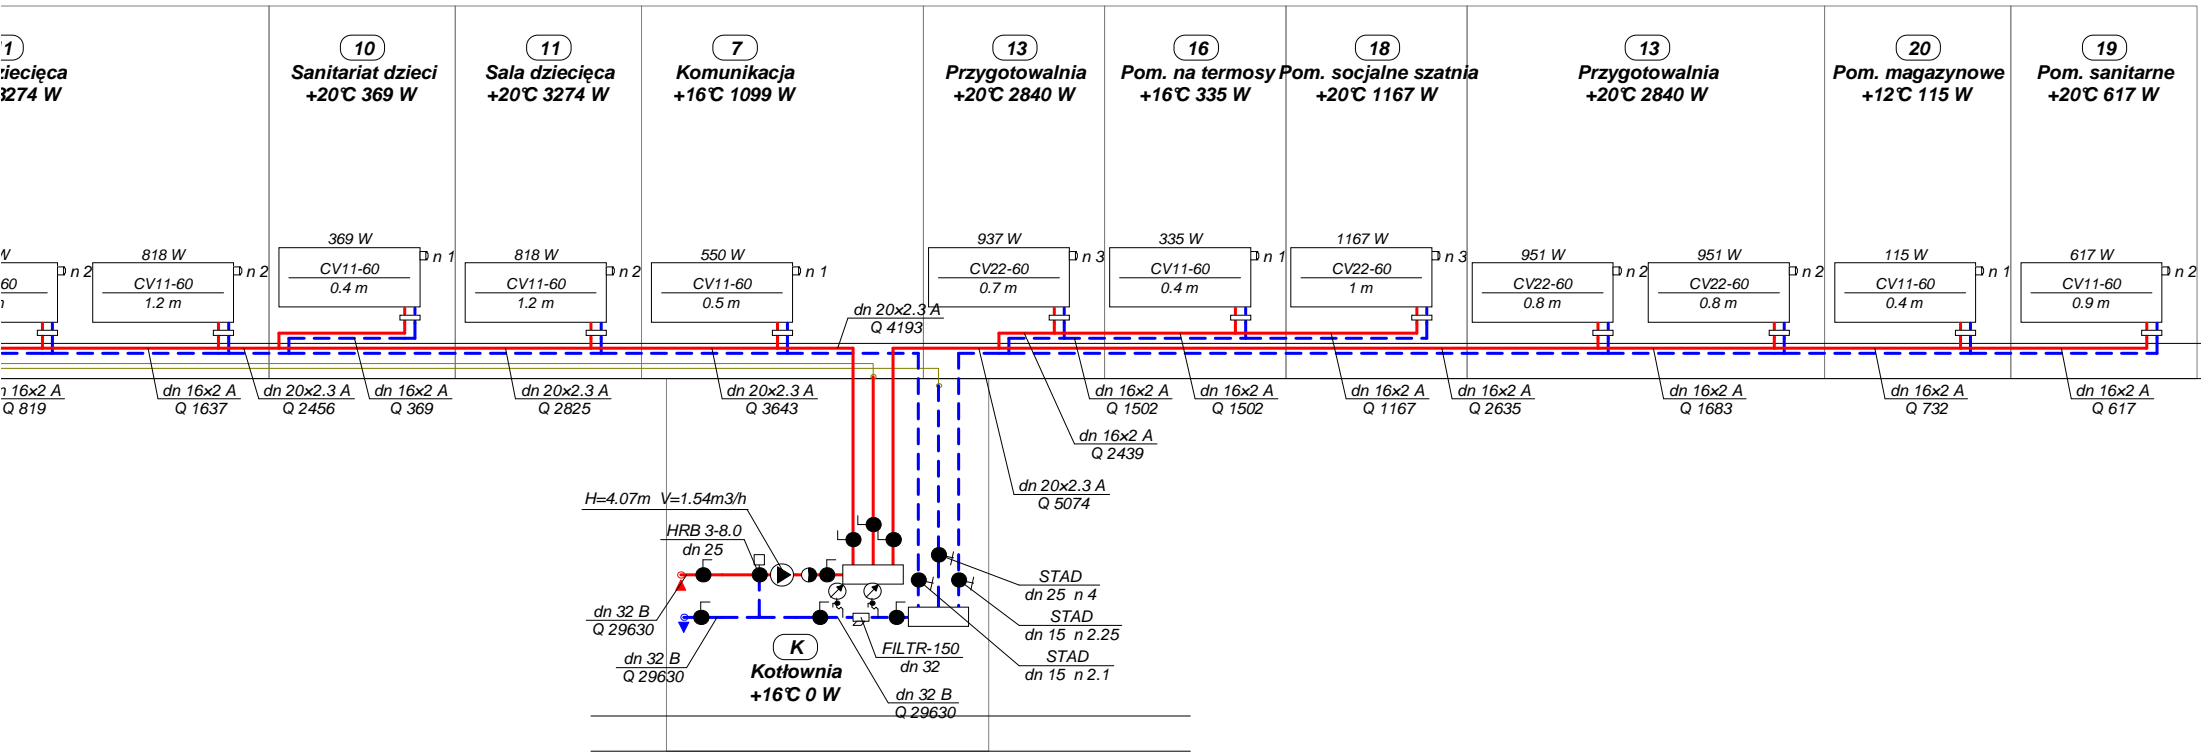 1
ziecięca
3274 W
10
Sanitariat dzieci
+20°C 369 W
11
Sala dziecięca
+20°C 3274 W
7
Komunikacja
+16°C 1099 W
13
Przygotowalnia
+20°C 2840 W
16
Pom. na termosy
+16°C 335 W
18
Pom. socjalne szatnia
+20°C 1167 W
13
Przygotowalnia
+20°C 2840 W
20
Pom. magazynowe
+12°C 115 W
19
Pom. sanitarne
+20°C 617 W
W
60
n 2
818 W
CV11-60
1.2 m
n 2
369 W
CV11-60
0.4 m
n 1
818 W
CV11-60
1.2 m
n 2
550 W
CV11-60
0.5 m
n 1
937 W
CV22-60
0.7 m
n 3
335 W
CV11-60
0.4 m
n 1
1167 W
CV22-60
1 m
n 3
951 W
CV22-60
0.8 m
n 2
951 W
CV22-60
0.8 m
n 2
115 W
CV11-60
0.4 m
n 1
617 W
CV11-60
0.9 m
n 2
dn 20x2.3 A
Q 4193
n 16x2 A
Q 819
dn 16x2 A
Q 1637
dn 20x2.3 A
Q 2456
dn 16x2 A
Q 369
dn 20x2.3 A
Q 2825
dn 20x2.3 A
Q 3643
dn 16x2 A
Q 1502
dn 16x2 A
Q 1502
dn 16x2 A
Q 1167
dn 16x2 A
Q 2635
dn 16x2 A
Q 1683
dn 16x2 A
Q 732
dn 16x2 A
Q 617
dn 16x2 A
Q 2439
dn 20x2.3 A
Q 5074
H=4.07m V=1.54m3/h
HRB 3-8.0
dn 25
dn 32 B
Q 29630
dn 32 B
Q 29630
K
Kotłownia
+16°C 0 W
FILTR-150
dn 32
dn 32 B
Q 29630
STAD
dn 25 n 4
STAD
dn 15 n 2.25
STAD
dn 15 n 2.1